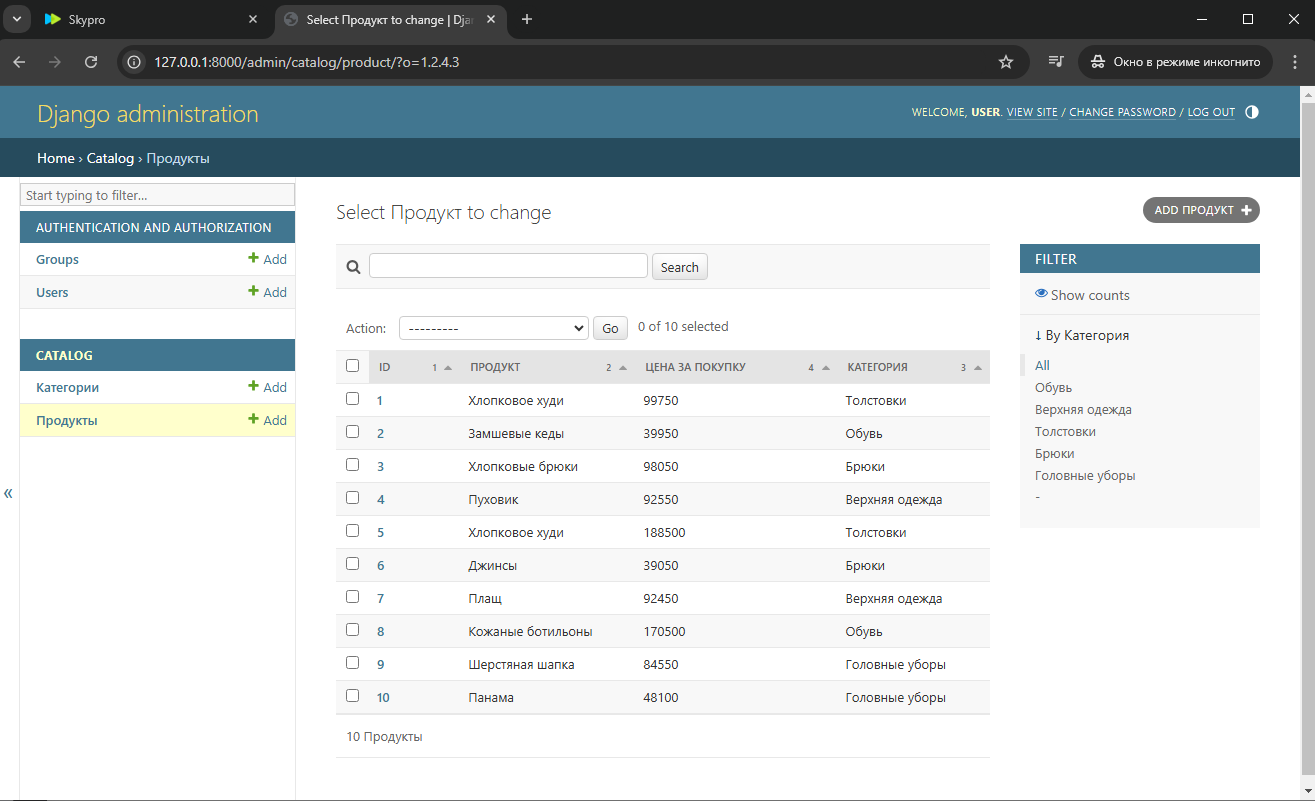 Skypro
Select Продукт to change | Djan
127.0.0.1:8000/admin/catalog/product/?o=1.2.4.3
Окно в режиме инкогнито
Django administration
WELCOME, USER. VIEW SITE / CHANGE PASSWORD / LOG OUT
Home › Catalog › Продукты
Start typing to filter...
AUTHENTICATION AND AUTHORIZATION
Groups + Add
Users + Add
CATALOG
Категории + Add
Продукты + Add
«
Select Продукт to change
ADD ПРОДУКТ +
Search
Action: --------- Go 0 of 10 selected
ID 1 ПРОДУКТ 2 ЦЕНА ЗА ПОКУПКУ 4 КАТЕГОРИЯ 3
1 Хлопковое худи 99750 Толстовки
2 Замшевые кеды 39950 Обувь
3 Хлопковые брюки 98050 Брюки
4 Пуховик 92550 Верхняя одежда
5 Хлопковое худи 188500 Толстовки
6 Джинсы 39050 Брюки
7 Плащ 92450 Верхняя одежда
8 Кожаные ботильоны 170500 Обувь
9 Шерстяная шапка 84550 Головные уборы
10 Панама 48100 Головные уборы
10 Продукты
FILTER
Show counts
↓ By Категория
All
Обувь
Верхняя одежда
Толстовки
Брюки
Головные уборы
-